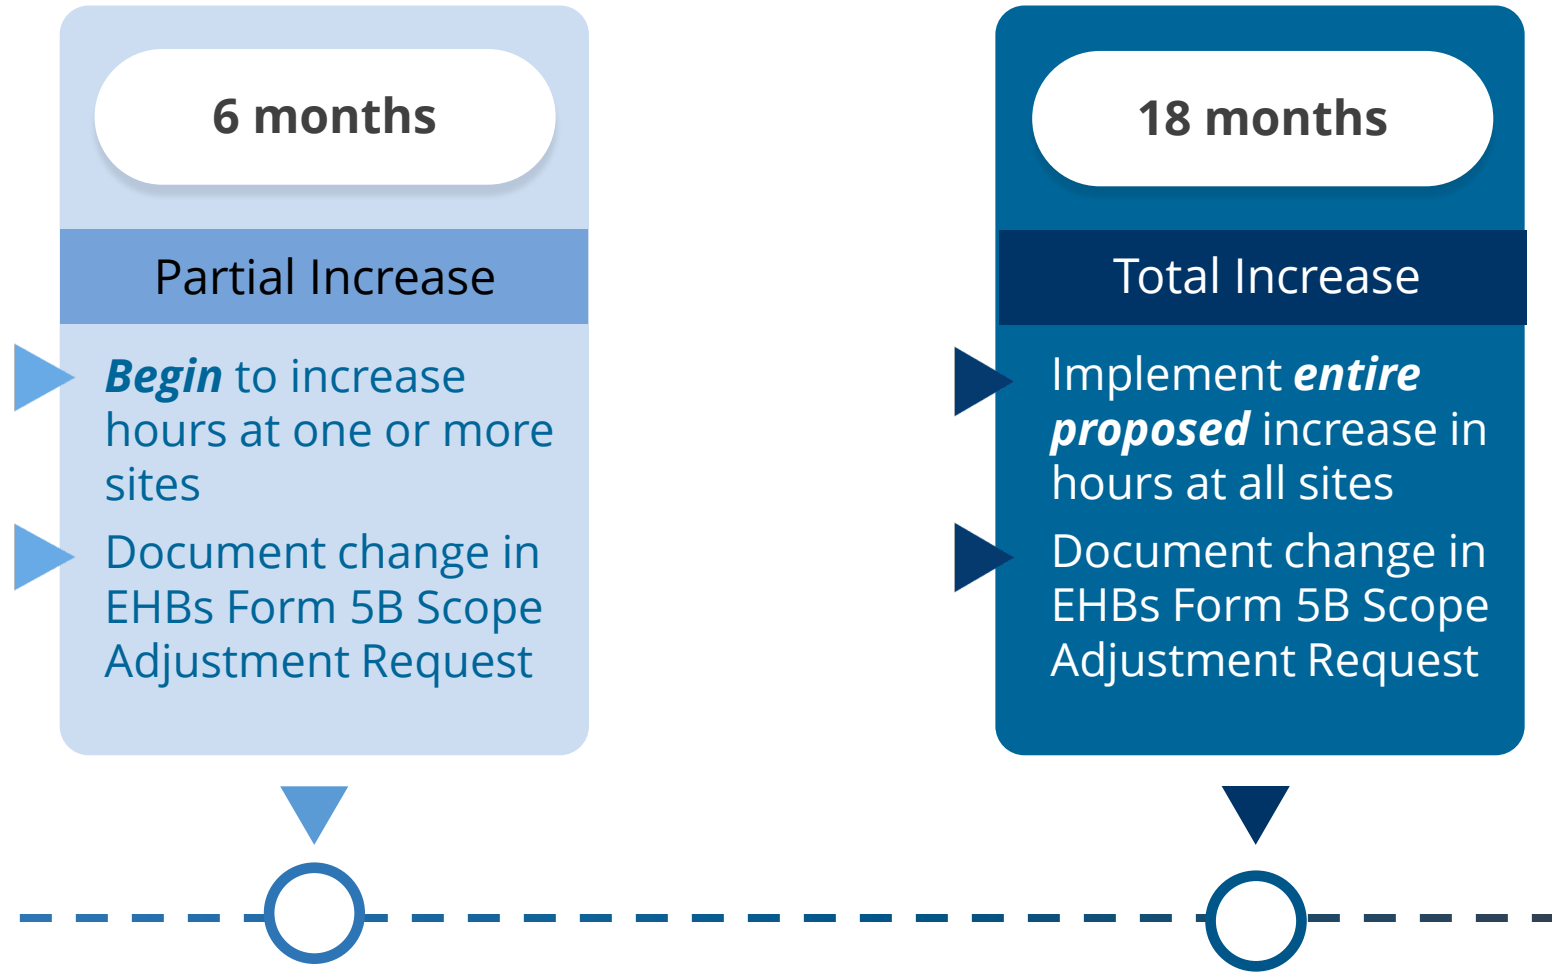 6 months
Partial Increase
Begin to increase
hours at one or more
sites
Document change in
EHBs Form 5B Scope
Adjustment Request
18 months
Total Increase
Implement entire
proposed increase in
hours at all sites
Document change in
EHBs Form 5B Scope
Adjustment Request